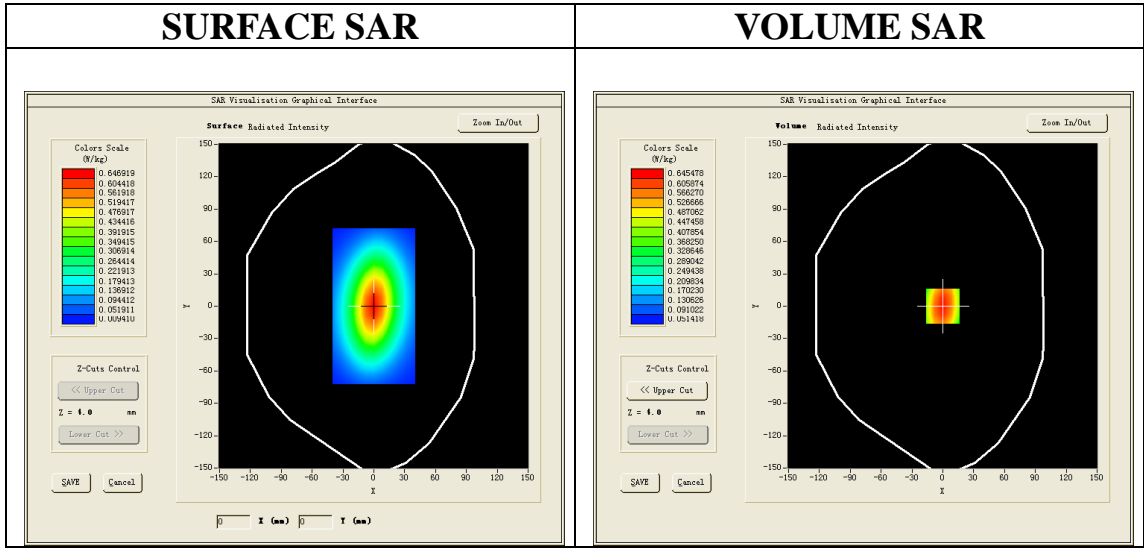 SURFACE SAR
VOLUME SAR
SAR Visualisation Graphical Interface
Surface Radiated Intensity
Zoom In/Out
Colors Scale
(W/kg)
0.646919
0.604418
0.561918
0.519417
0.476917
0.434416
0.391915
0.349415
0.306914
0.264414
0.221913
0.179413
0.136912
0.094412
0.051911
0.009410
150
120
90
60
30
0
-30
-60
-90
-120
-150
Y
-150 -120 -90 -60 -30 0 30 60 90 120 150
X
Z-Cuts Control
<< Upper Cut
Z = 4.0 mm
Lower Cut >>
SAVE Cancel
0 X (mm) 0 Y (mm)
SAR Visualisation Graphical Interface
Volume Radiated Intensity
Zoom In/Out
Colors Scale
(W/kg)
0.645478
0.605874
0.566270
0.526666
0.487062
0.447458
0.407854
0.368250
0.328646
0.289042
0.249438
0.209834
0.170230
0.130626
0.091022
0.051418
150
120
90
60
30
0
-30
-60
-90
-120
-150
Y
-150 -120 -90 -60 -30 0 30 60 90 120 150
X
Z-Cuts Control
<< Upper Cut
Z = 4.0 mm
Lower Cut >>
SAVE Cancel